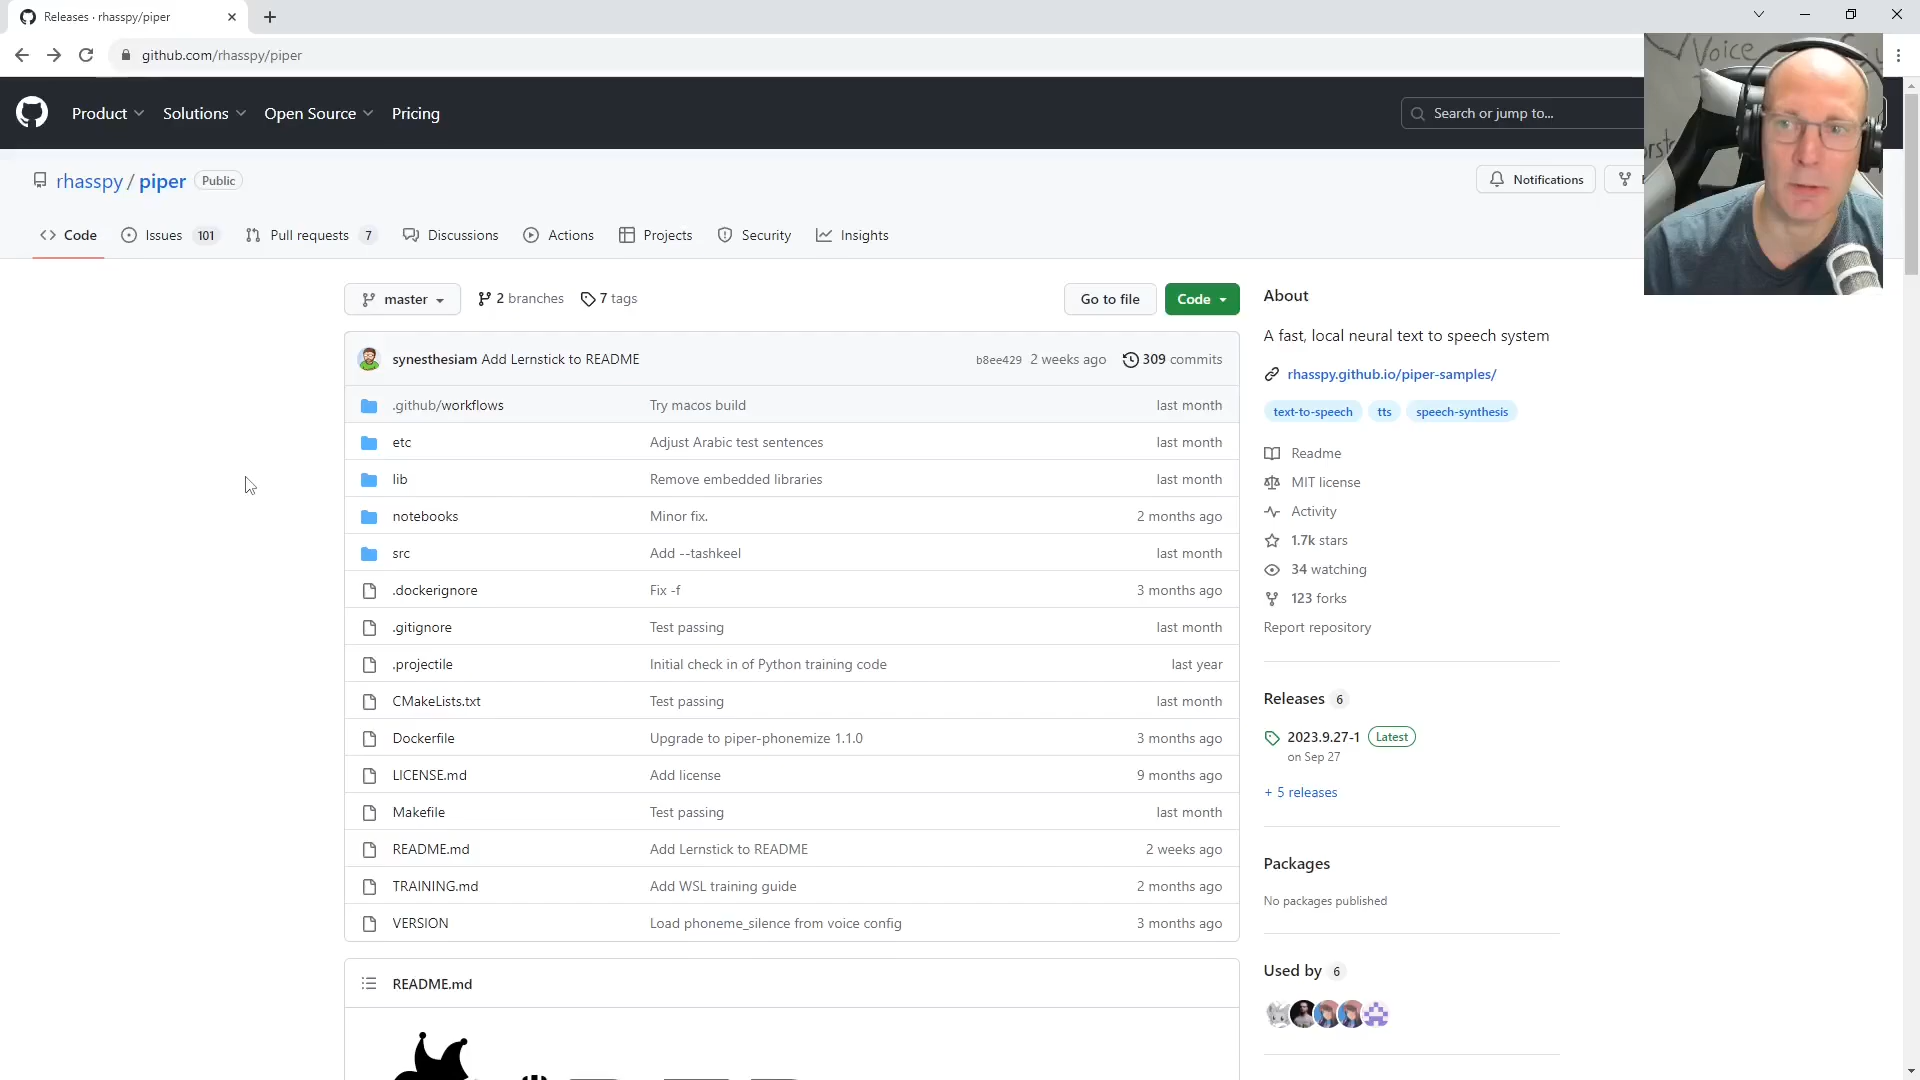 Releases · rhasspy/piper
github.com/rhasspy/piper
Product
Solutions
Open Source
Pricing
Search or jump to...
Voice
rhasspy / piper
Public
Notifications
Code
Issues 101
Pull requests 7
Discussions
Actions
Projects
Security
Insights
master
2 branches
7 tags
Go to file
Code
synesthesiam Add Lernstick to README b8ee429 2 weeks ago 309 commits
.github/workflows Try macos build last month
etc Adjust Arabic test sentences last month
lib Remove embedded libraries last month
notebooks Minor fix. 2 months ago
src Add --tashkeel last month
.dockerignore Fix -f 3 months ago
.gitignore Test passing last month
.projectile Initial check in of Python training code last year
CMakeLists.txt Test passing last month
Dockerfile Upgrade to piper-phonemize 1.1.0 3 months ago
LICENSE.md Add license 9 months ago
Makefile Test passing last month
README.md Add Lernstick to README 2 weeks ago
TRAINING.md Add WSL training guide 2 months ago
VERSION Load phoneme_silence from voice config 3 months ago
README.md
About
A fast, local neural text to speech system
rhasspy.github.io/piper-samples/
text-to-speech tts speech-synthesis
Readme
MIT license
Activity
1.7k stars
34 watching
123 forks
Report repository
Releases 6
2023.9.27-1 Latest
on Sep 27
+ 5 releases
Packages
No packages published
Used by 6